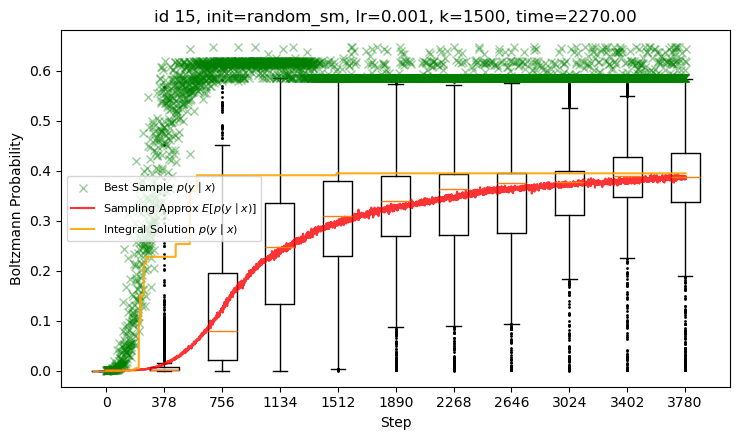 id 15, init=random_sm, lr=0.001, k=1500, time=2270.00
Boltzmann Probability
0.6
0.5
0.4
0.3
0.2
0.1
0.0
Best Sample p(y | x)
Sampling Approx E[p(y | x)]
Integral Solution p(y | x)
0 378 756 1134 1512 1890 2268 2646 3024 3402 3780
Step